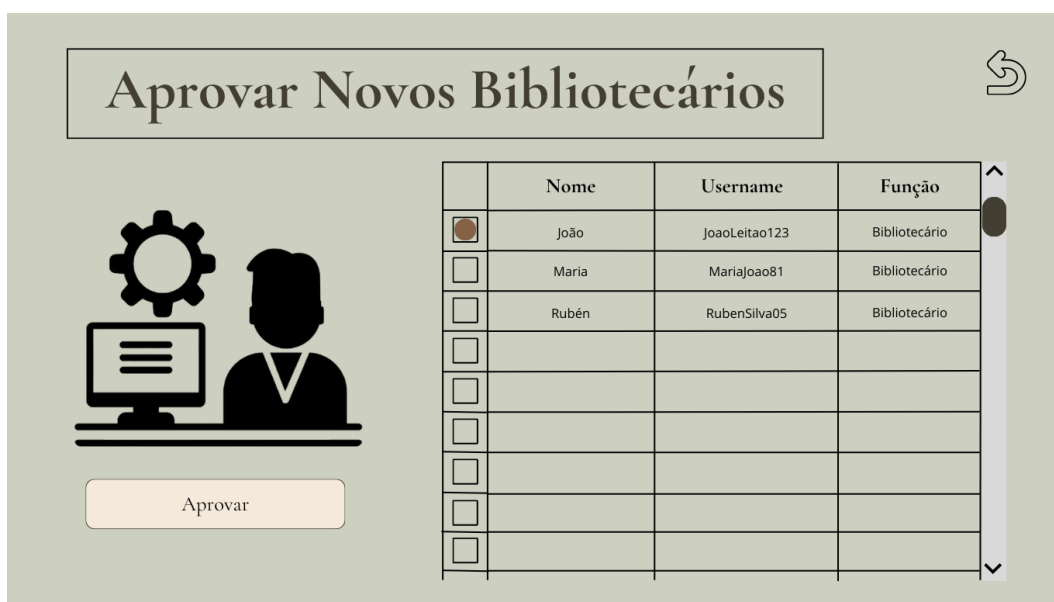 Aprovar Novos Bibliotecários
Nome Username Função
João JoaoLeitao123 Bibliotecário
Maria MariaJoao81 Bibliotecário
Rubén RubenSilva05 Bibliotecário
Aprovar